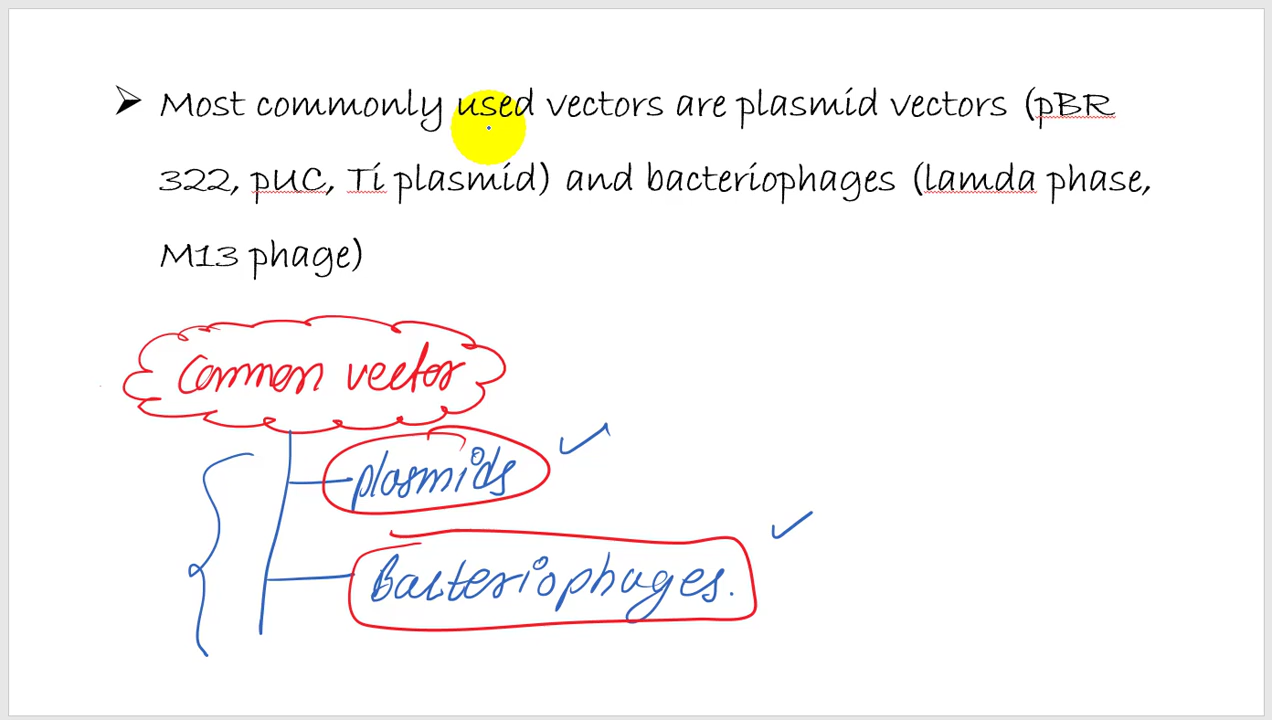 Most commonly used vectors are plasmid vectors (pBR
322, pUC, Ti plasmid) and bacteriophages (lamda phase,
M13 phage)
Common vector
plasmids
Bacteriophages.